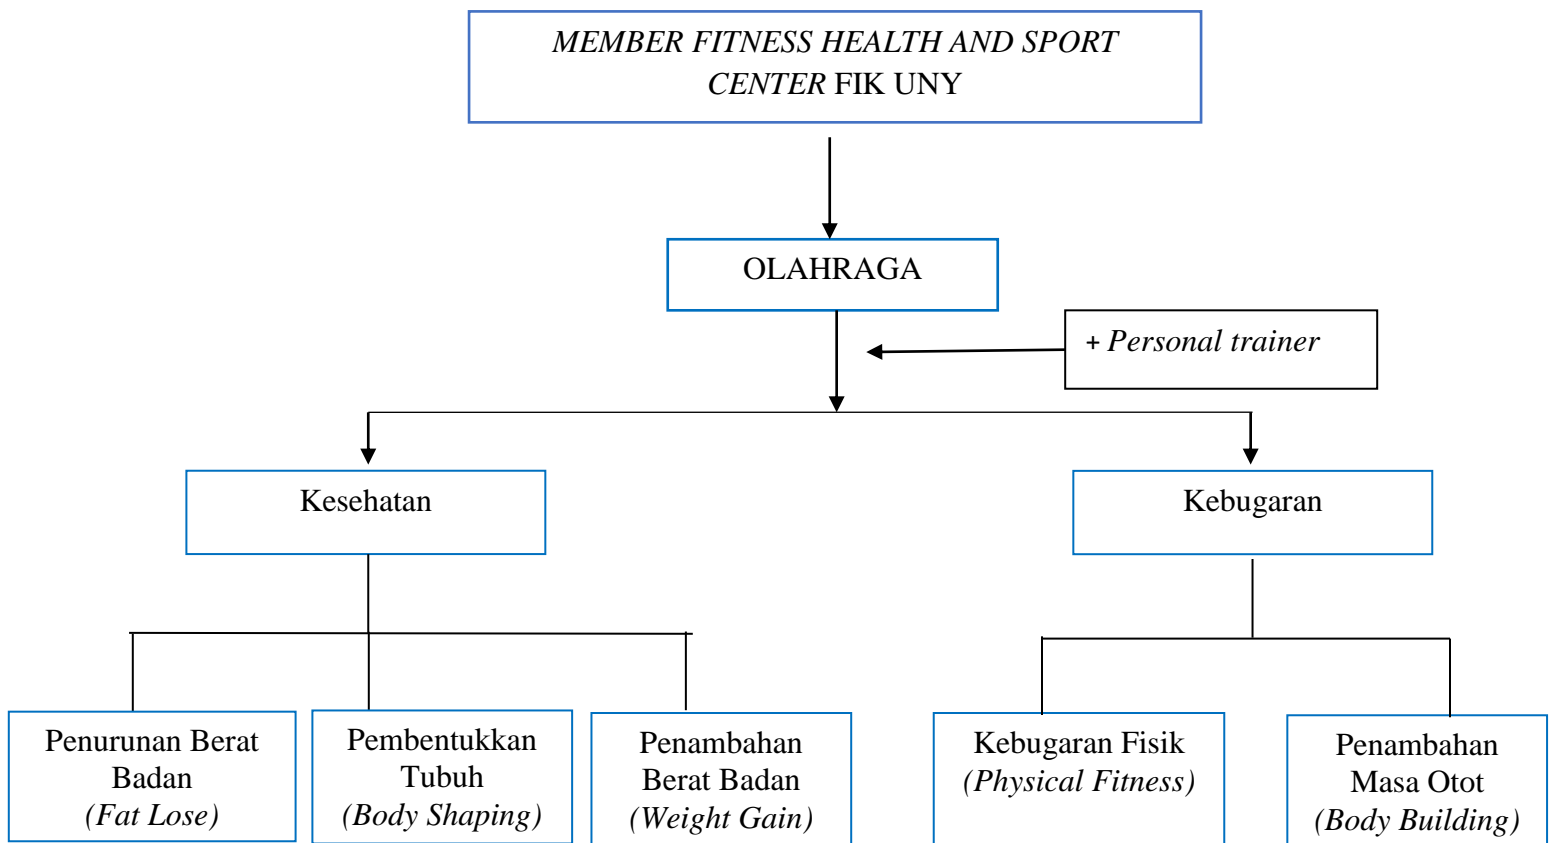 MEMBER FITNESS HEALTH AND SPORT
CENTER FIK UNY
OLAHRAGA
+ Personal trainer
Kesehatan
Kebugaran
Penurunan Berat
Badan
(Fat Lose)
Pembentukkan
Tubuh
(Body Shaping)
Penambahan
Berat Badan
(Weight Gain)
Kebugaran Fisik
(Physical Fitness)
Penambahan
Masa Otot
(Body Building)